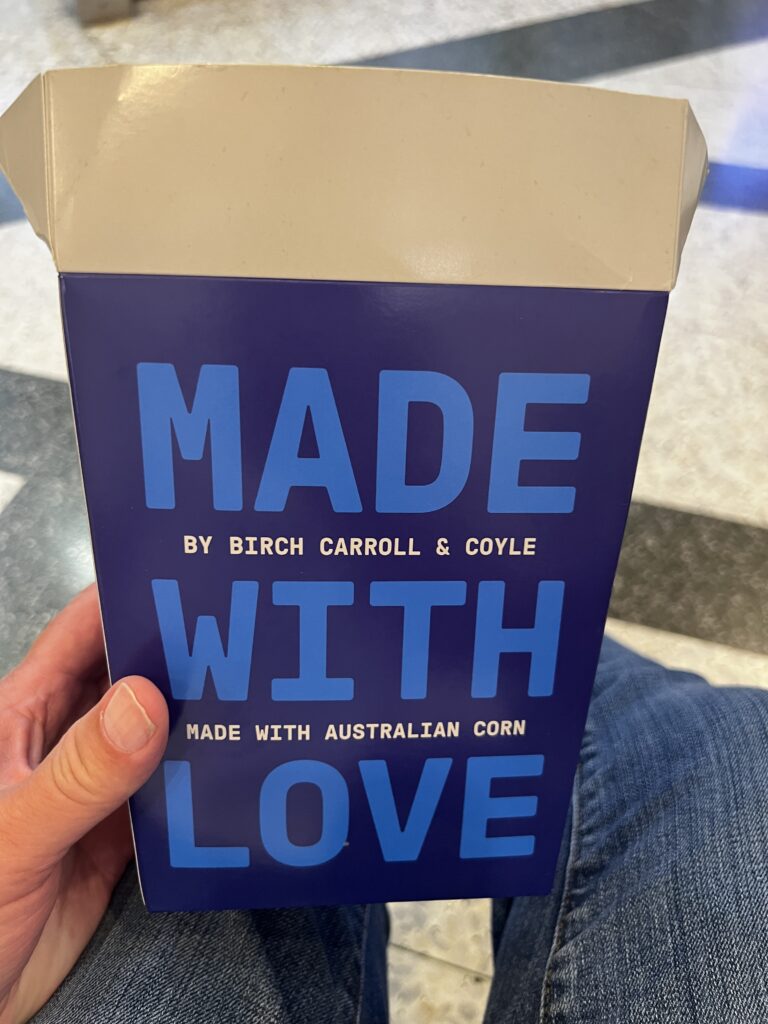 MADE
BY BIRCH CARROLL & COYLE
WITH
MADE WITH AUSTRALIAN CORN
LOVE